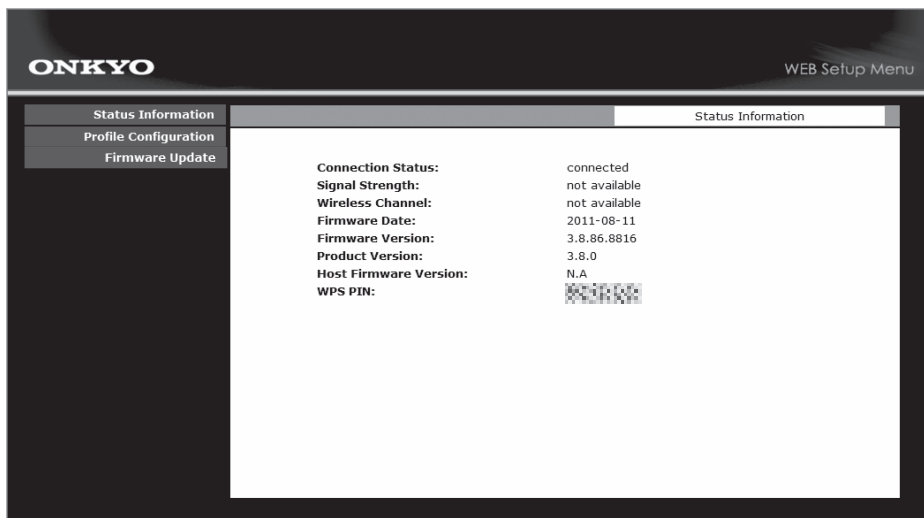 ONKYO
WEB Setup Menu
Status Information
Profile Configuration
Firmware Update
Status Information
Connection Status: connected
Signal Strength: not available
Wireless Channel: not available
Firmware Date: 2011-08-11
Firmware Version: 3.8.86.8816
Product Version: 3.8.0
Host Firmware Version: N.A
WPS PIN: